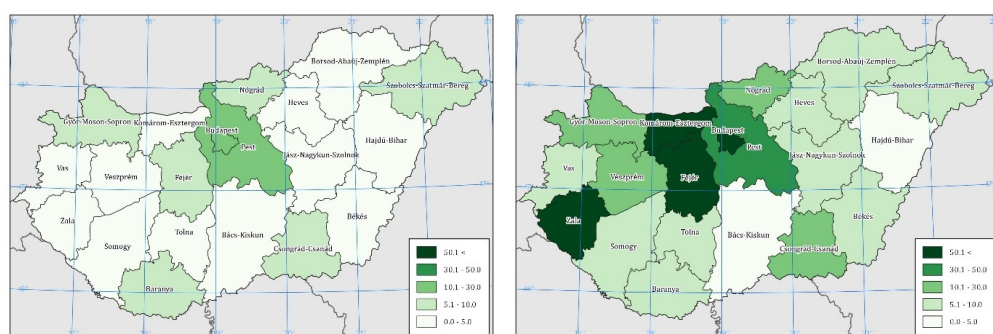 Borsod-Abaúj-Zemplén
Szabolcs-Szatmár-Bereg
Nógrád
Heves
Győr-Moson-Sopron
Komárom-Esztergom
Budapest
Hajdú-Bihar
Pest
Jász-Nagykun-Szolnok
Vas
Veszprém
Fejér
Zala
Somogy
Tolna
Bács-Kiskun
Békés
Csongrád-Csanád
Baranya
50.1 <
30.1 - 50.0
10.1 - 30.0
5.1 - 10.0
0.0 - 5.0
Borsod-Abaúj-Zemplén
Szabolcs-Szatmár-Bereg
Nógrád
Heves
Győr-Moson-Sopron
Komárom-Esztergom
Budapest
Hajdú-Bihar
Pest
Jász-Nagykun-Szolnok
Vas
Veszprém
Fejér
Zala
Somogy
Tolna
Bács-Kiskun
Békés
Csongrád-Csanád
Baranya
50.1 <
30.1 - 50.0
10.1 - 30.0
5.1 - 10.0
0.0 - 5.0